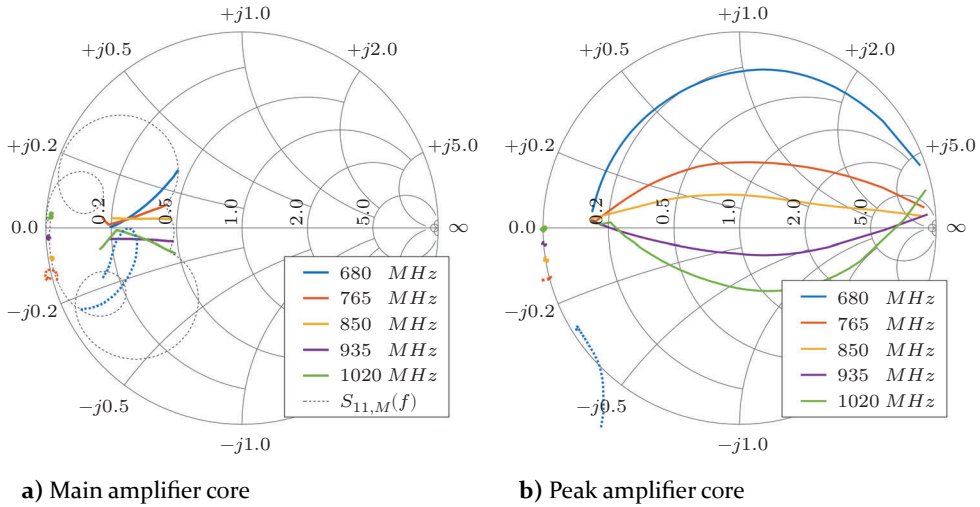 +j1.0
+j0.5
+j2.0
+j0.2
+j5.0
0.0
0.2
0.5
1.0
2.0
5.0
∞
−j0.2
−j0.5
−j1.0
680 MHz
765 MHz
850 MHz
935 MHz
1020 MHz
S11,M(f)
a) Main amplifier core
+j1.0
+j0.5
+j2.0
+j0.2
+j5.0
0.0
0.2
0.5
1.0
2.0
5.0
∞
−j0.2
−j0.5
−j1.0
680 MHz
765 MHz
850 MHz
935 MHz
1020 MHz
b) Peak amplifier core